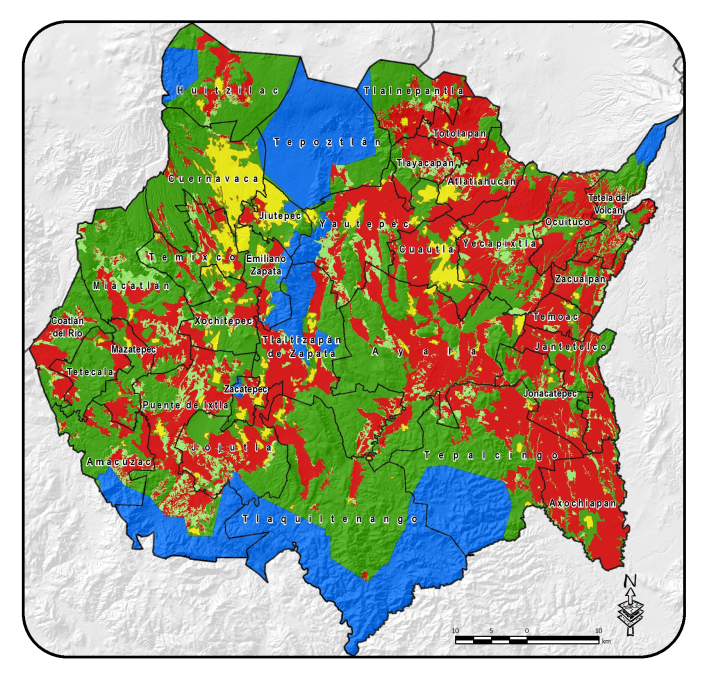 Huitzilac
Tlalnepantla
Tepoztlán
Totolapan
Tlayacapan
Cuernavaca
Atlatlahucan
Tetela del
Volcán
Jiutepec
Yautepec
Ocuituco
Cuautla
Yecapixtla
Temixco
Emiliano
Zapata
Zacualpan
Miacatlán
Coatlán
del Río
Xochitepec
Temoac
Tlaltizapán
de Zapata
Ayala
Jantetelco
Mazatepec
Tetecala
Zacatepec
Jonacatepec
Puente de Ixtla
Jojutla
Tepalcingo
Amacuzac
Axochiapan
Tlaquiltenango
N
10 5 0 10
km